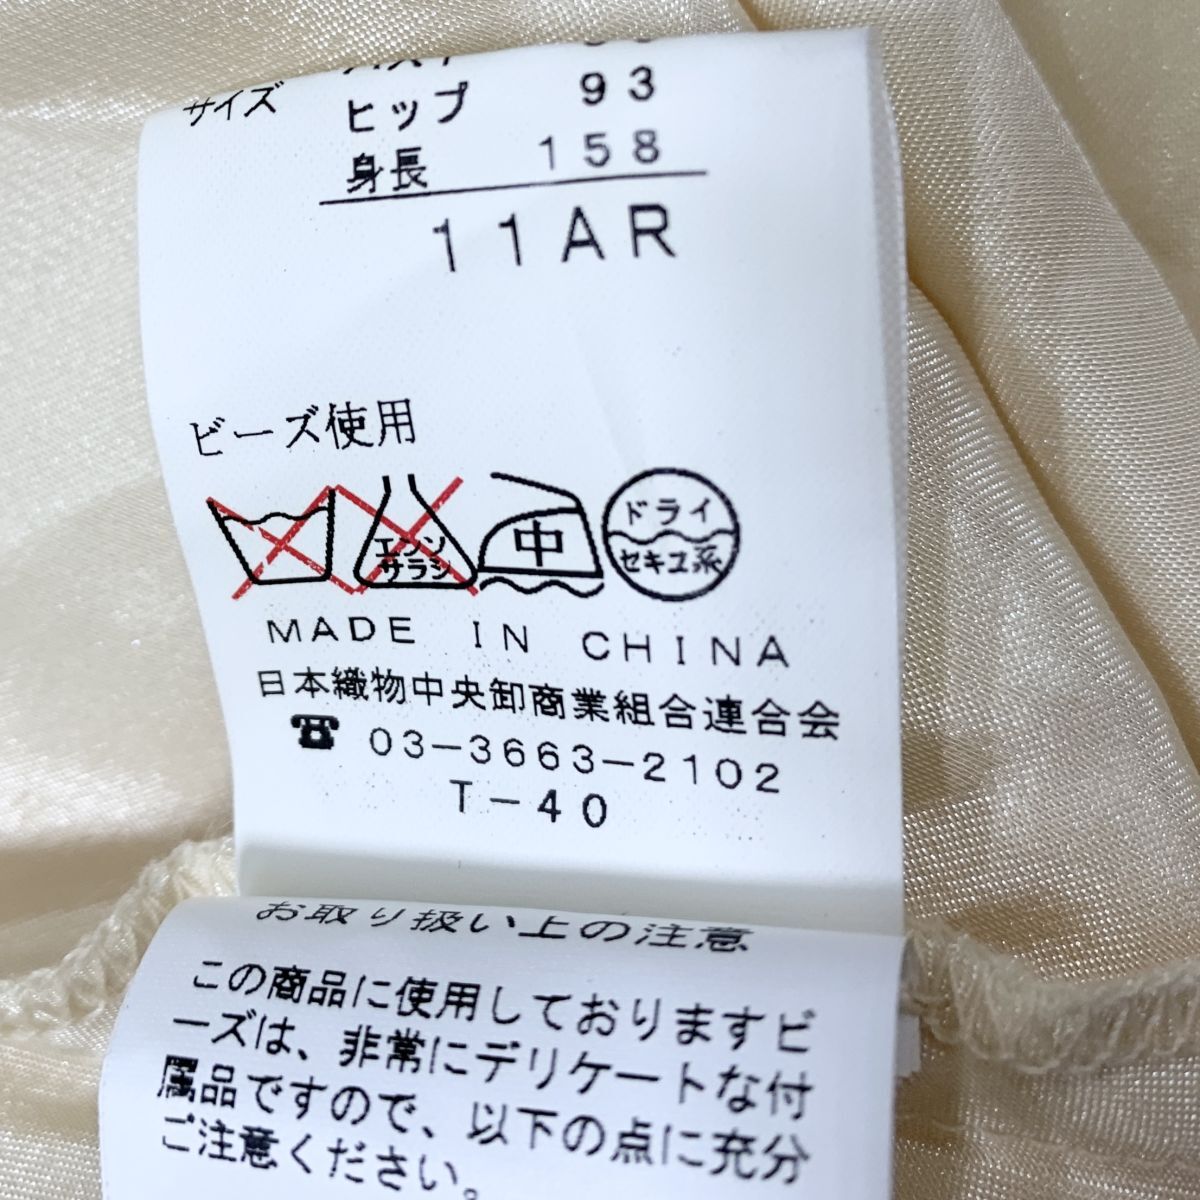 サイズ
ヒップ 93
身長 158
11AR
ビーズ使用
エンソ
サラシ
中
ドライ
セキユ系
MADE IN CHINA
日本織物中央卸商業組合連合会
☎ 03-3663-2102
T-40
お取り扱い上の注意
この商品に使用しておりますビ
ーズは、非常にデリケートな付
属品ですので、以下の点に充分
ご注意ください。